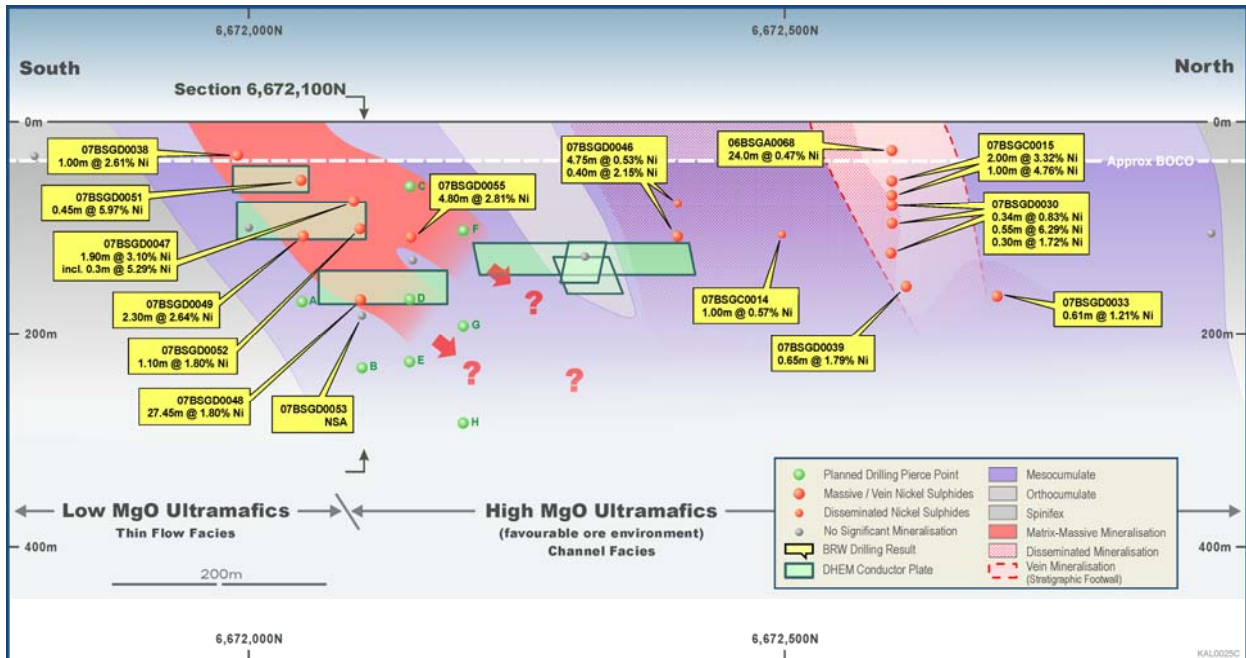 6,672,000N
6,672,500N
South
North
Section 6,672,100N
0m
0m
07BSGD0038
1.00m @ 2.61% Ni
07BSGD0051
0.45m @ 5.97% Ni
07BSGD0047
1.90m @ 3.10% Ni
incl. 0.3m @ 5.29% Ni
07BSGD0049
2.30m @ 2.64% Ni
07BSGD0052
1.10m @ 1.80% Ni
07BSGD0048
27.45m @ 1.80% Ni
07BSGD0053
NSA
07BSGD0055
4.80m @ 2.81% Ni
07BSGD0046
4.75m @ 0.53% Ni
0.40m @ 2.15% Ni
06BSGA0068
24.0m @ 0.47% Ni
07BSGC0015
2.00m @ 3.32% Ni
1.00m @ 4.76% Ni
07BSGD0030
0.34m @ 0.83% Ni
0.55m @ 6.29% Ni
0.30m @ 1.72% Ni
07BSGC0014
1.00m @ 0.57% Ni
07BSGD0039
0.65m @ 1.79% Ni
07BSGD0033
0.61m @ 1.21% Ni
Approx BOCO
C
F
A
D
G
B
E
H
?
?
?
200m
200m
Low MgO Ultramafics
Thin Flow Facies
High MgO Ultramafics
(favourable ore environment)
Channel Facies
400m
400m
200m
Planned Drilling Pierce Point
Massive / Vein Nickel Sulphides
Disseminated Nickel Sulphides
No Significant Mineralisation
BRW Drilling Result
DHEM Conductor Plate
Mesocumulate
Orthocumulate
Spinifex
Matrix-Massive Mineralisation
Disseminated Mineralisation
Vein Mineralisation
(Stratigraphic Footwall)
6,672,000N
6,672,500N
KAL0025C